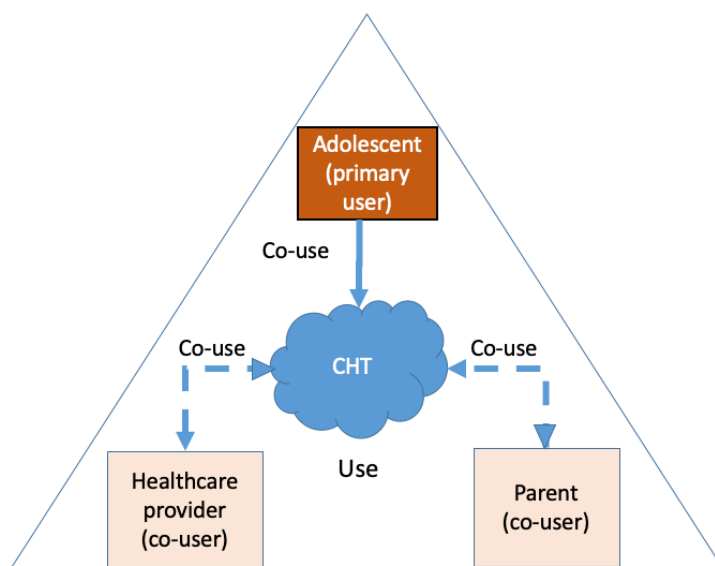 Adolescent
(primary
user)
Co-use
Co-use
CHT
Co-use
Use
Healthcare
provider
(co-user)
Parent
(co-user)